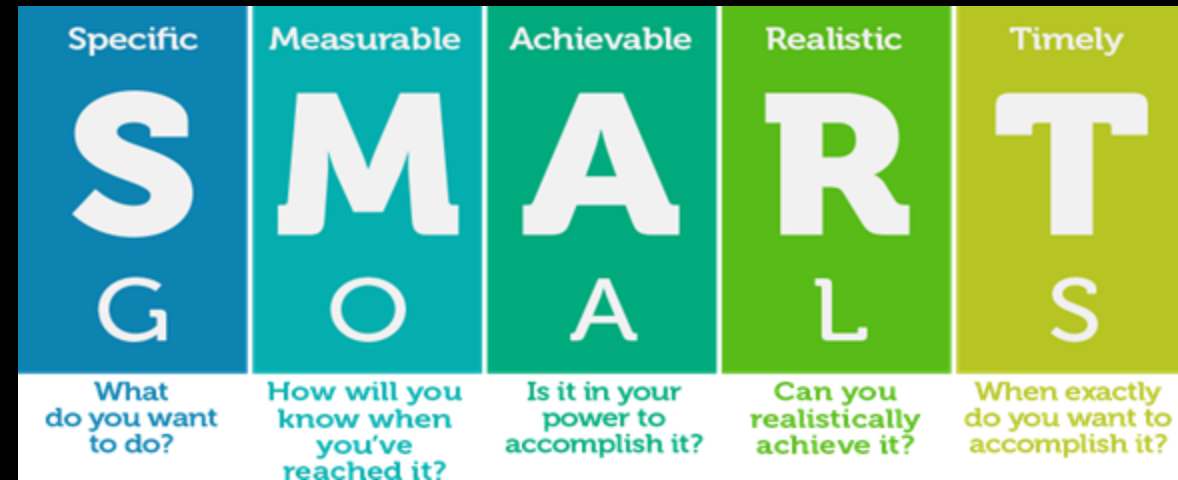 Specific Measurable Achievable Realistic Timely
S M A R T
G O A L S
What
do you want
to do?
How will you
know when
you've
reached it?
Is it in your
power to
accomplish it?
Can you
realistically
achieve it?
When exactly
do you want to
accomplish it?